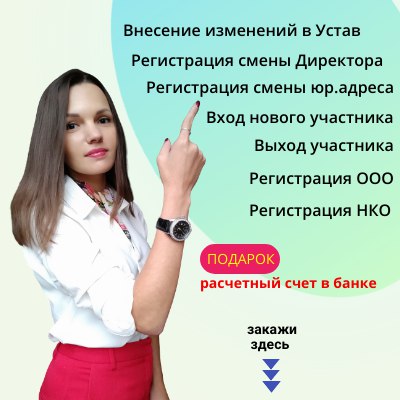 Внесение изменений в Устав
Регистрация смены Директора
Регистрация смены юр.адреса
Вход нового участника
Выход участника
Регистрация ООО
Регистрация НКО
ПОДАРОК
расчетный счет в банке
закажи
здесь